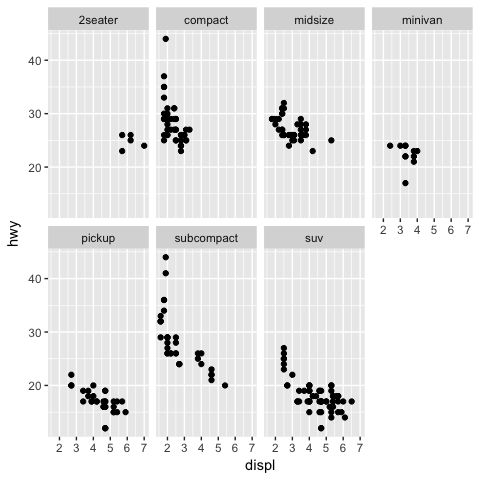 2seater compact midsize minivan
40
30
20
2 3 4 5 6 7
hwy
pickup subcompact suv
40
30
20
2 3 4 5 6 7 2 3 4 5 6 7 2 3 4 5 6 7
displ